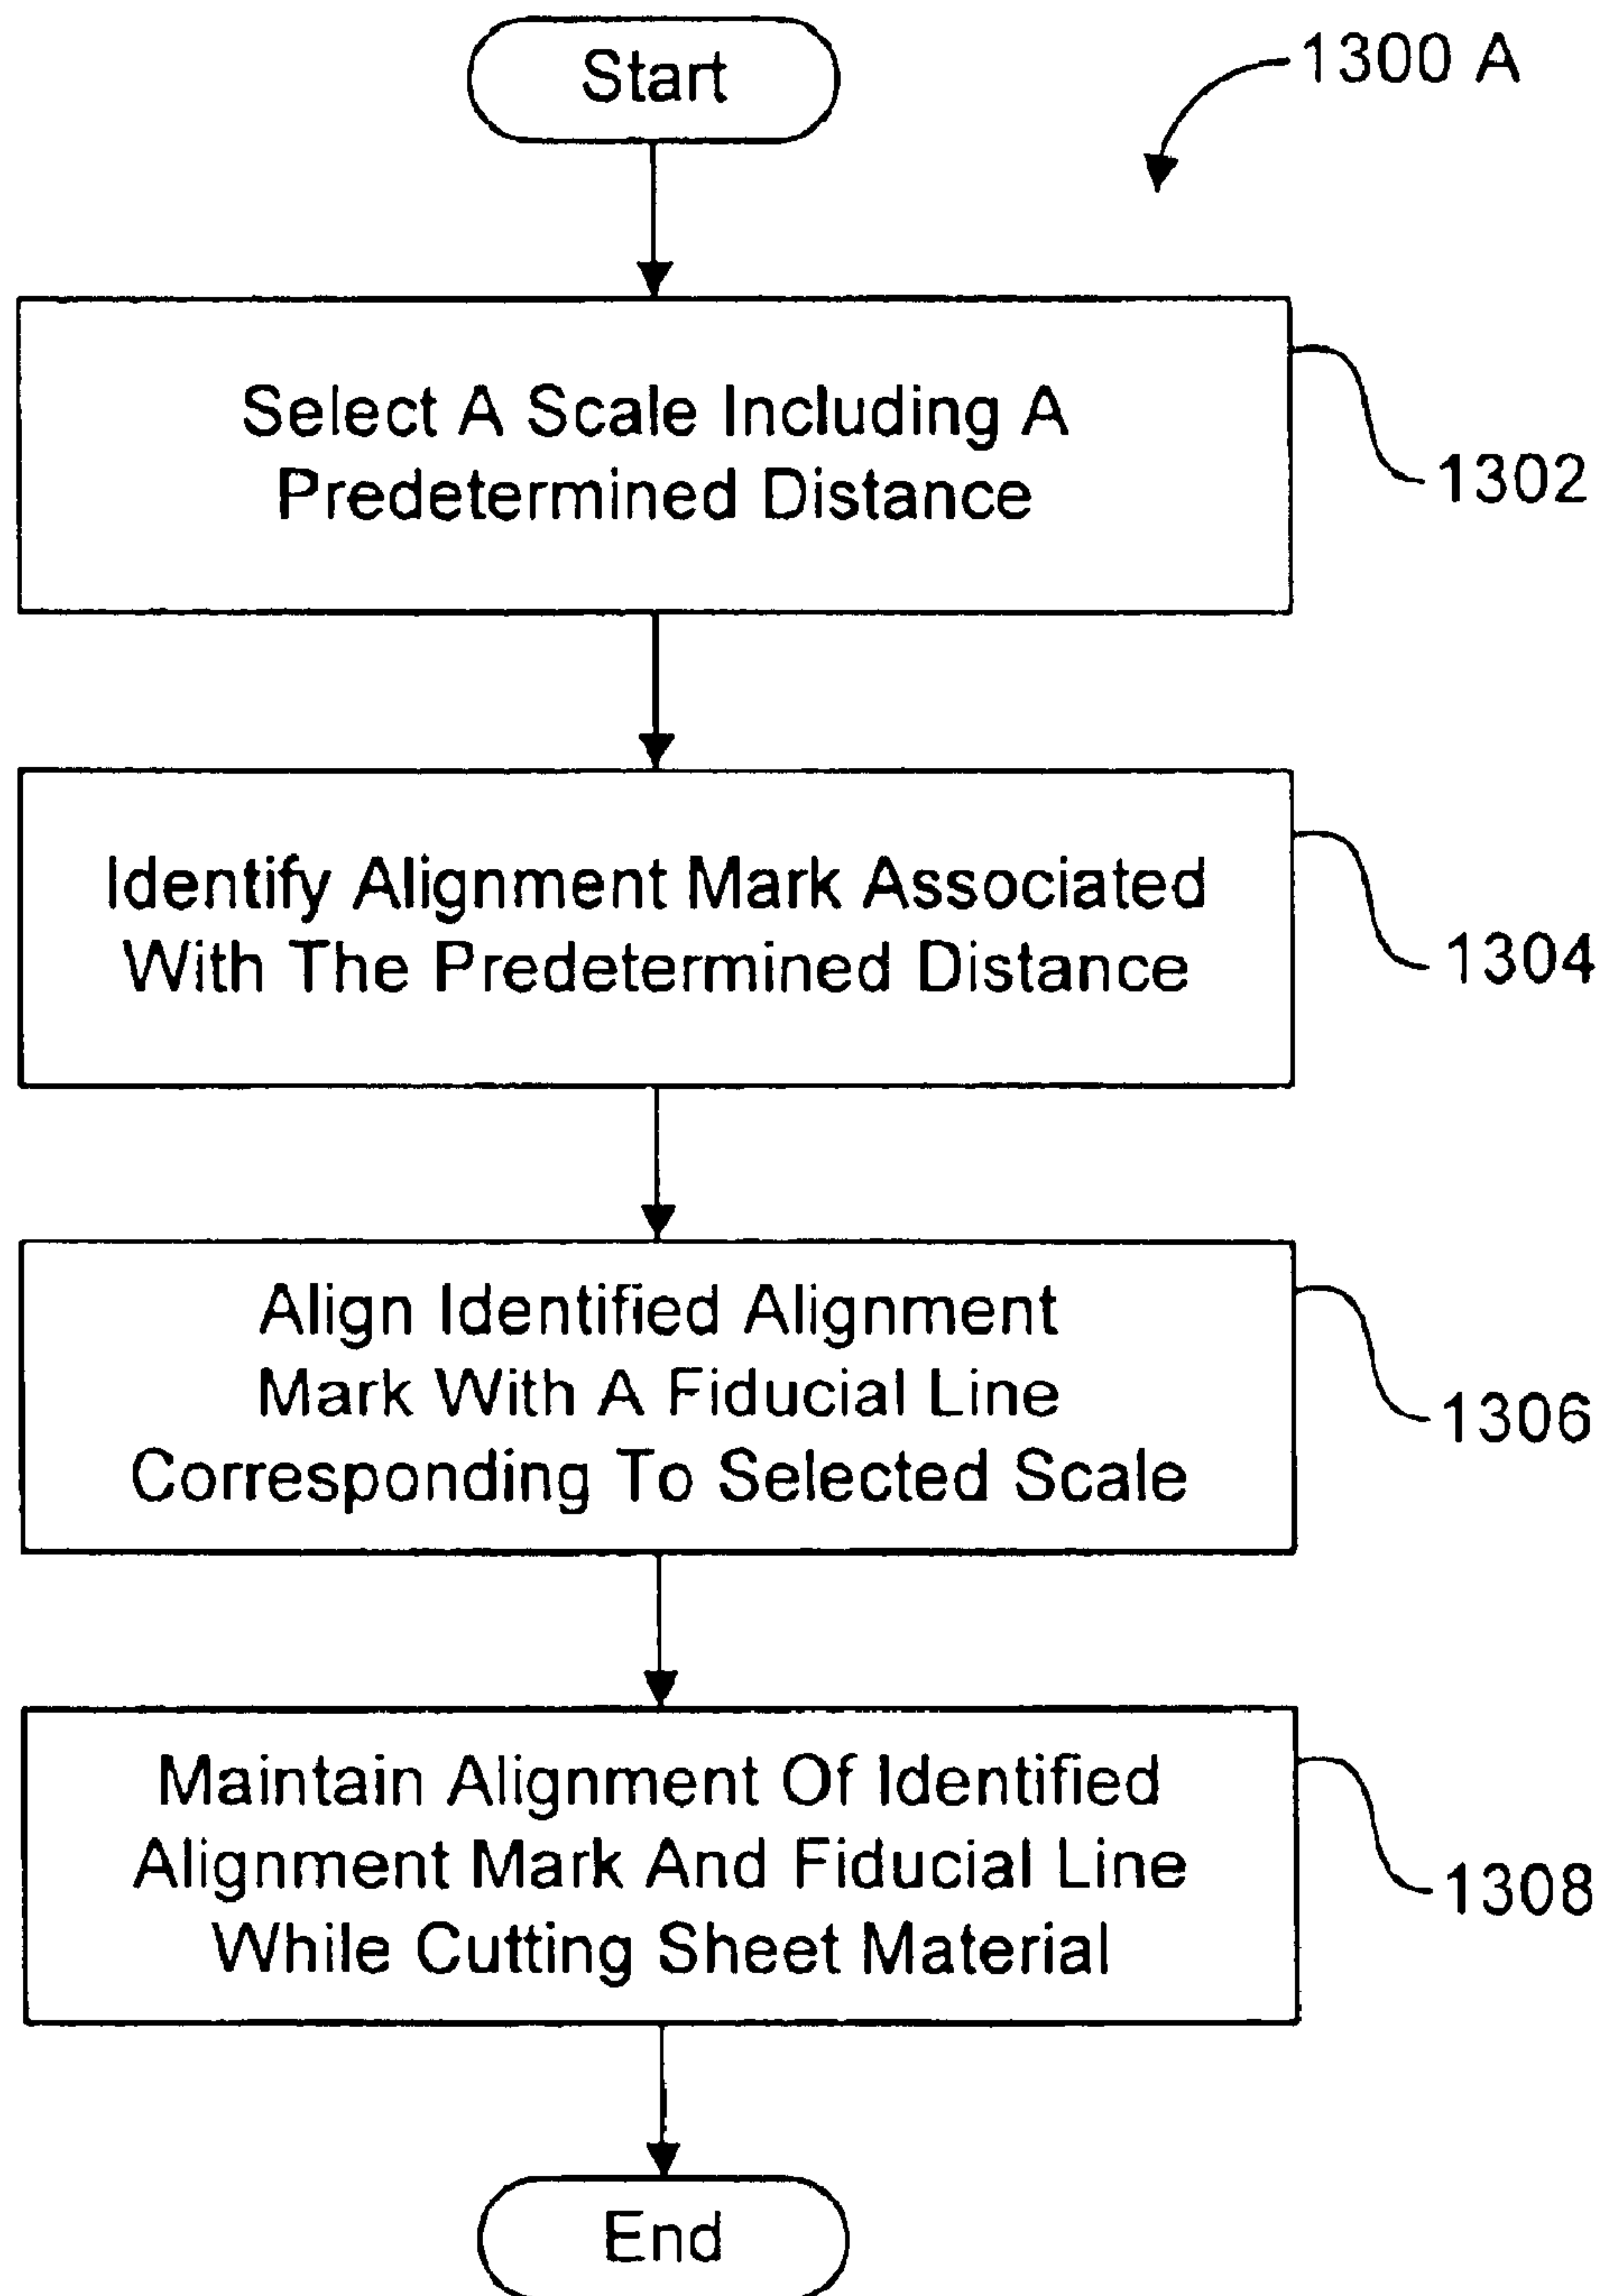 Start
1300 A
Select A Scale Including A
Predetermined Distance
1302
Identify Alignment Mark Associated
With The Predetermined Distance
1304
Align Identified Alignment
Mark With A Fiducial Line
Corresponding To Selected Scale
1306
Maintain Alignment Of Identified
Alignment Mark And Fiducial Line
While Cutting Sheet Material
1308
End